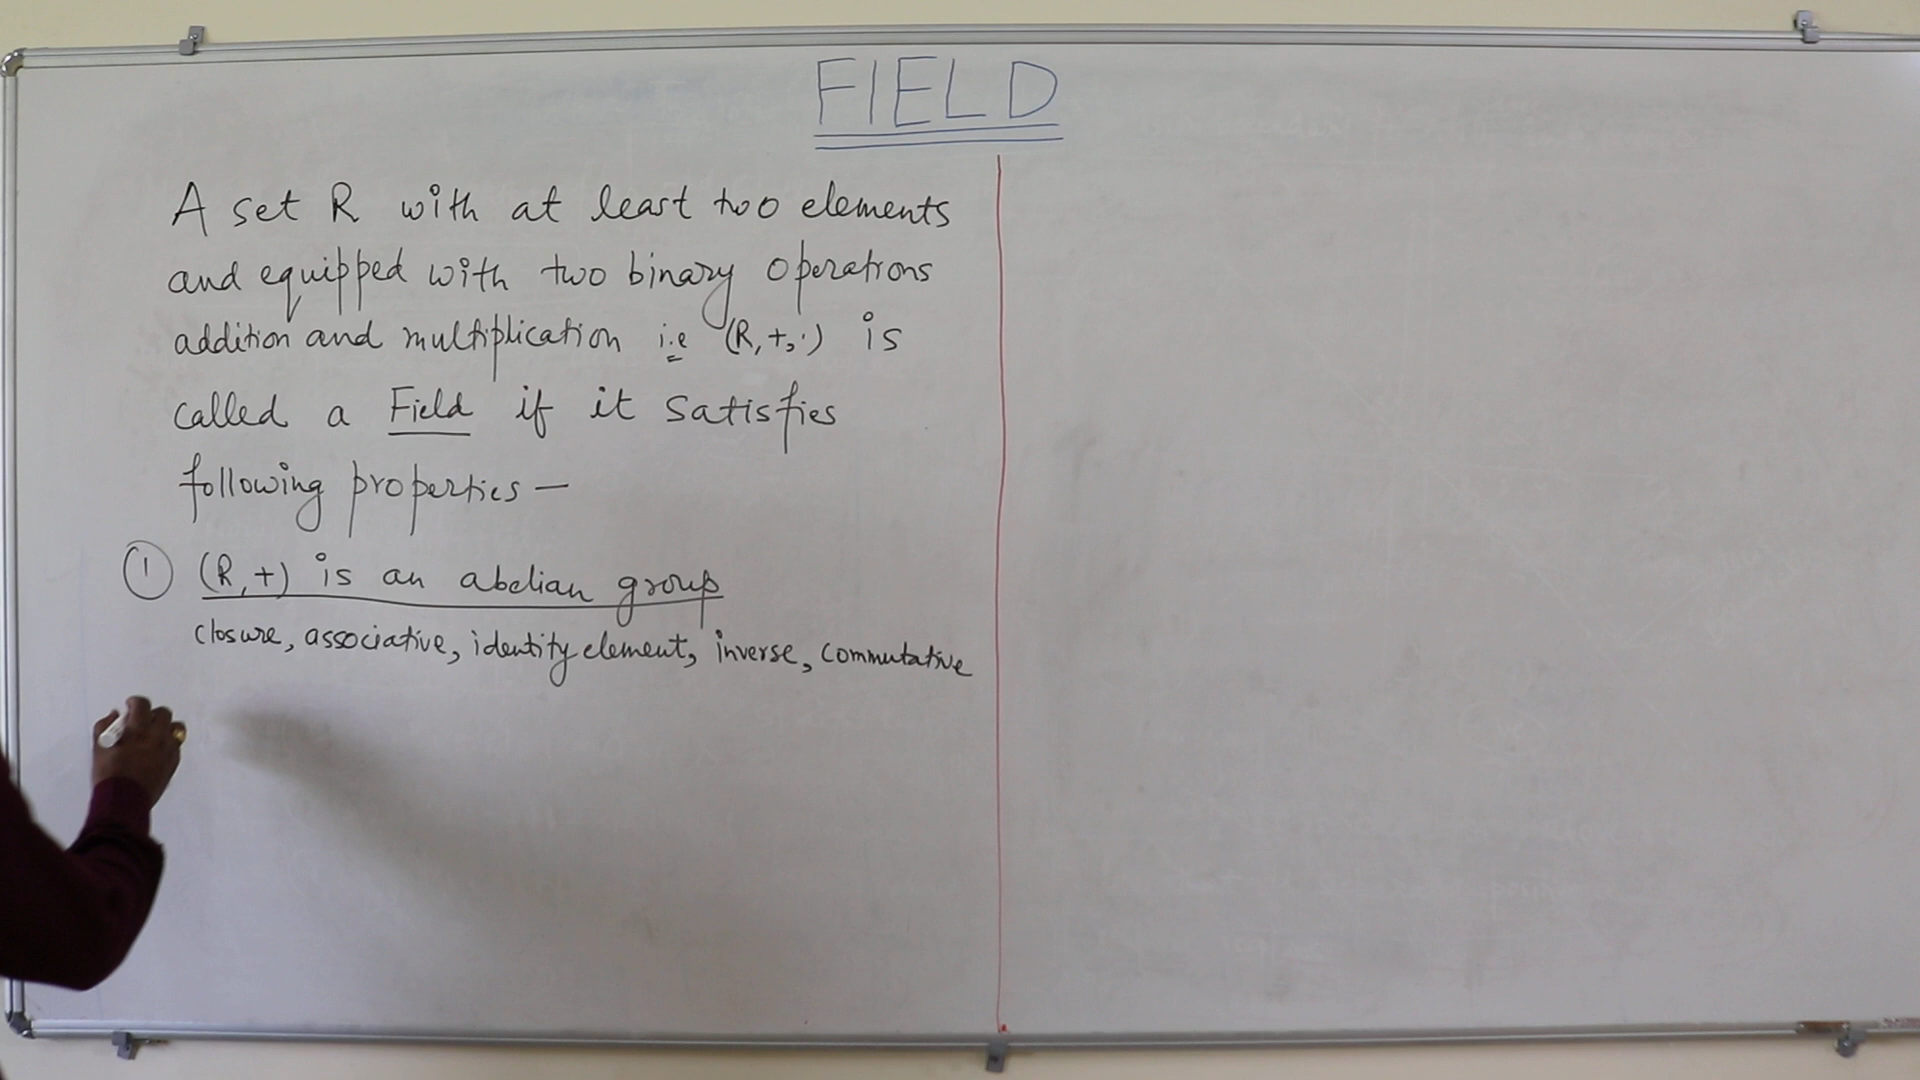 FIELD
A set R with at least two elements
and equipped with two binary operations
addition and multiplication i.e (R,+,·) is
called a Field if it satisfies
following properties —
① (R,+) is an abelian group
closure, associative, identity element, inverse, commutative